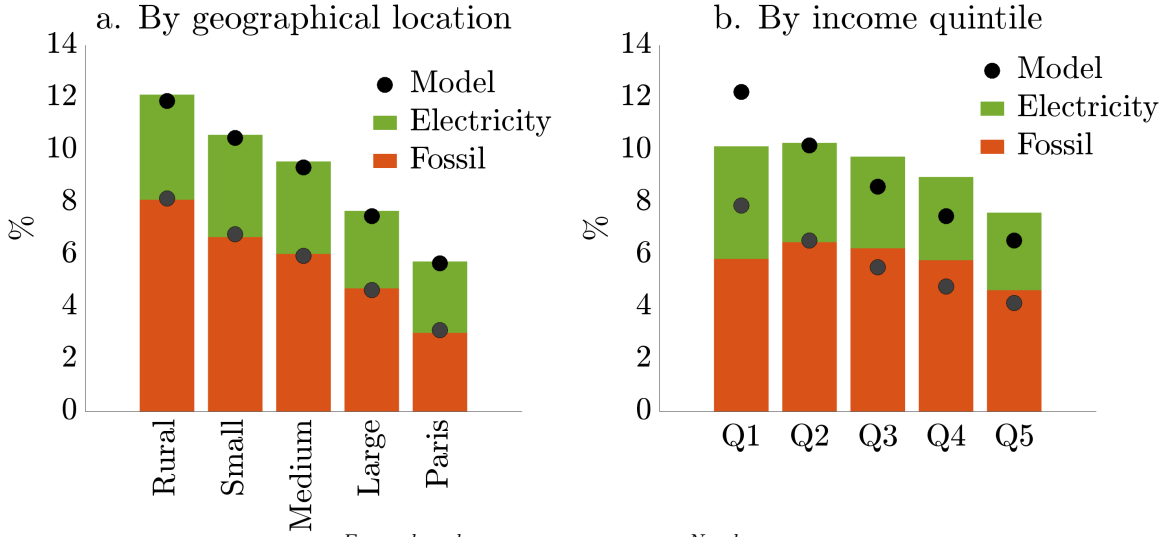 a. By geographical location
14
12
10
8
6
4
2
0
%
Model
Electricity
Fossil
Rural
Small
Medium
Large
Paris
b. By income quintile
14
12
10
8
6
4
2
0
%
Model
Electricity
Fossil
Q1 Q2 Q3 Q4 Q5